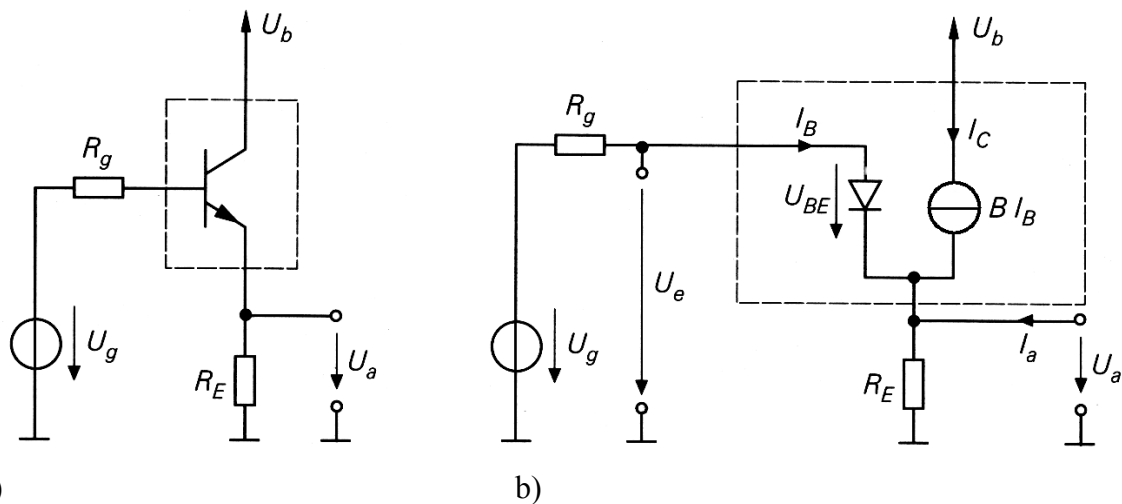 U_b
R_g
U_g
R_E
U_a
)
U_b
R_g
I_B
I_C
U_BE
B I_B
U_e
U_g
I_a
R_E
U_a
b)